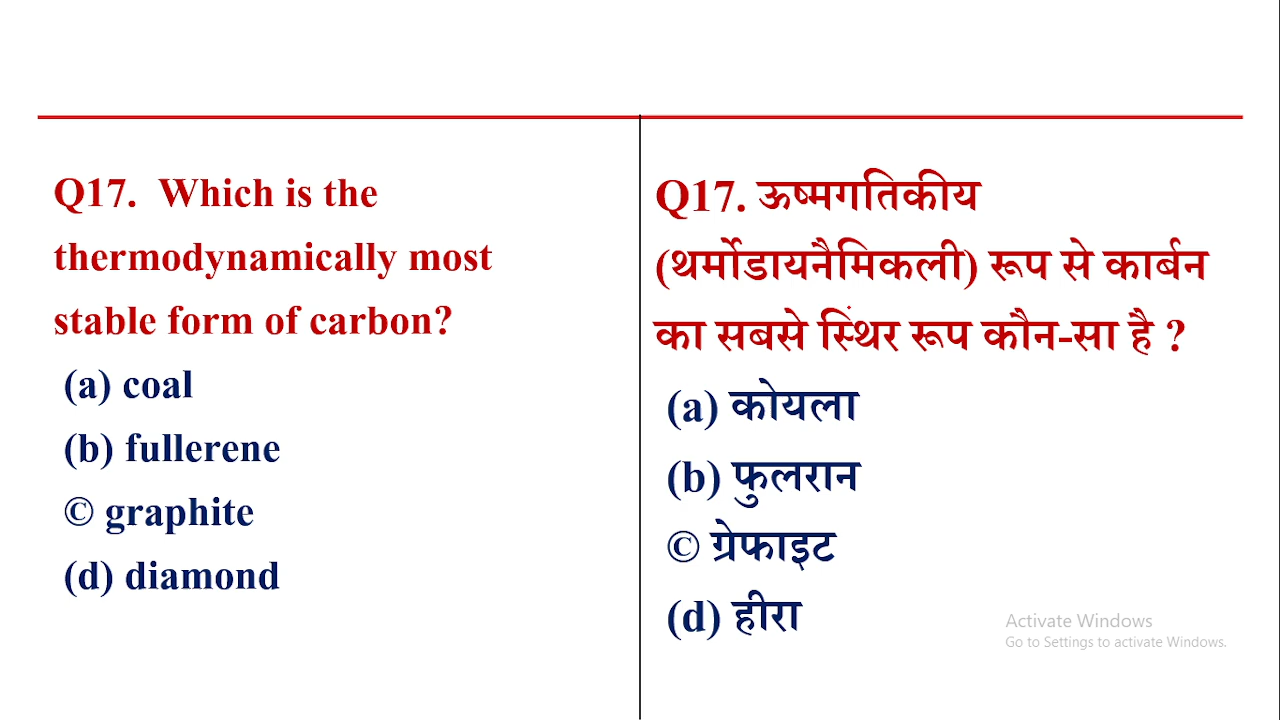 Q17. Which is the
thermodynamically most
stable form of carbon?
(a) coal
(b) fullerene
© graphite
(d) diamond
Q17. ऊष्मगतिकीय
(थर्मोडायनैमिकली) रूप से कार्बन
का सबसे स्थिंर रूप कौन-सा है ?
(a) कोयला
(b) फुलरान
© ग्रेफाइट
(d) हीरा
Activate Windows
Go to Settings to activate Windows.